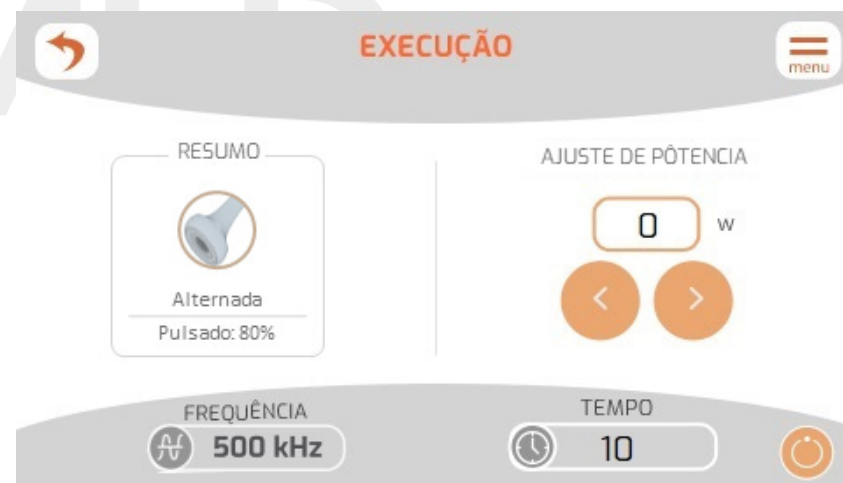 EXECUÇÃO
menu
RESUMO
Alternada
Pulsado: 80%
AJUSTE DE PÔTENCIA
0 W
FREQUÊNCIA
500 kHz
TEMPO
10